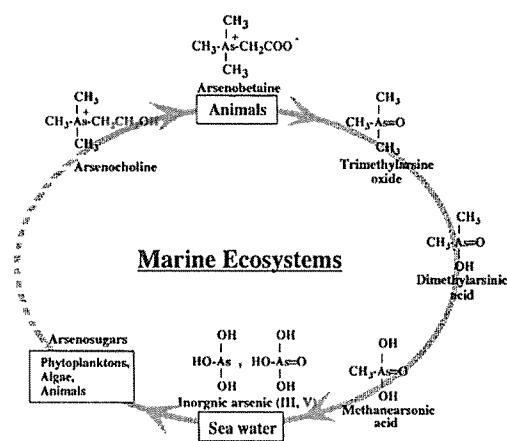 CH₃
CH₃-As-CH₂COO⁻
+
CH₃
Arsenobetaine
Animals
CH₃
CH₃-As-CH₂CH₂OH
+
CH₃
Arsenocholine
CH₃
CH₃-As=O
CH₃
Trimethylarsine
oxide
Marine Ecosystems
CH₃
CH₃-As=O
OH
Dimethylarsinic
acid
Arsenosugars
Phytoplanktons,
Algae,
Animals
OH OH
HO-As , HO-As=O
OH OH
Inorgnic arsenic (III, V)
Sea water
OH
CH₃-As=O
OH
Methanearsonic
acid